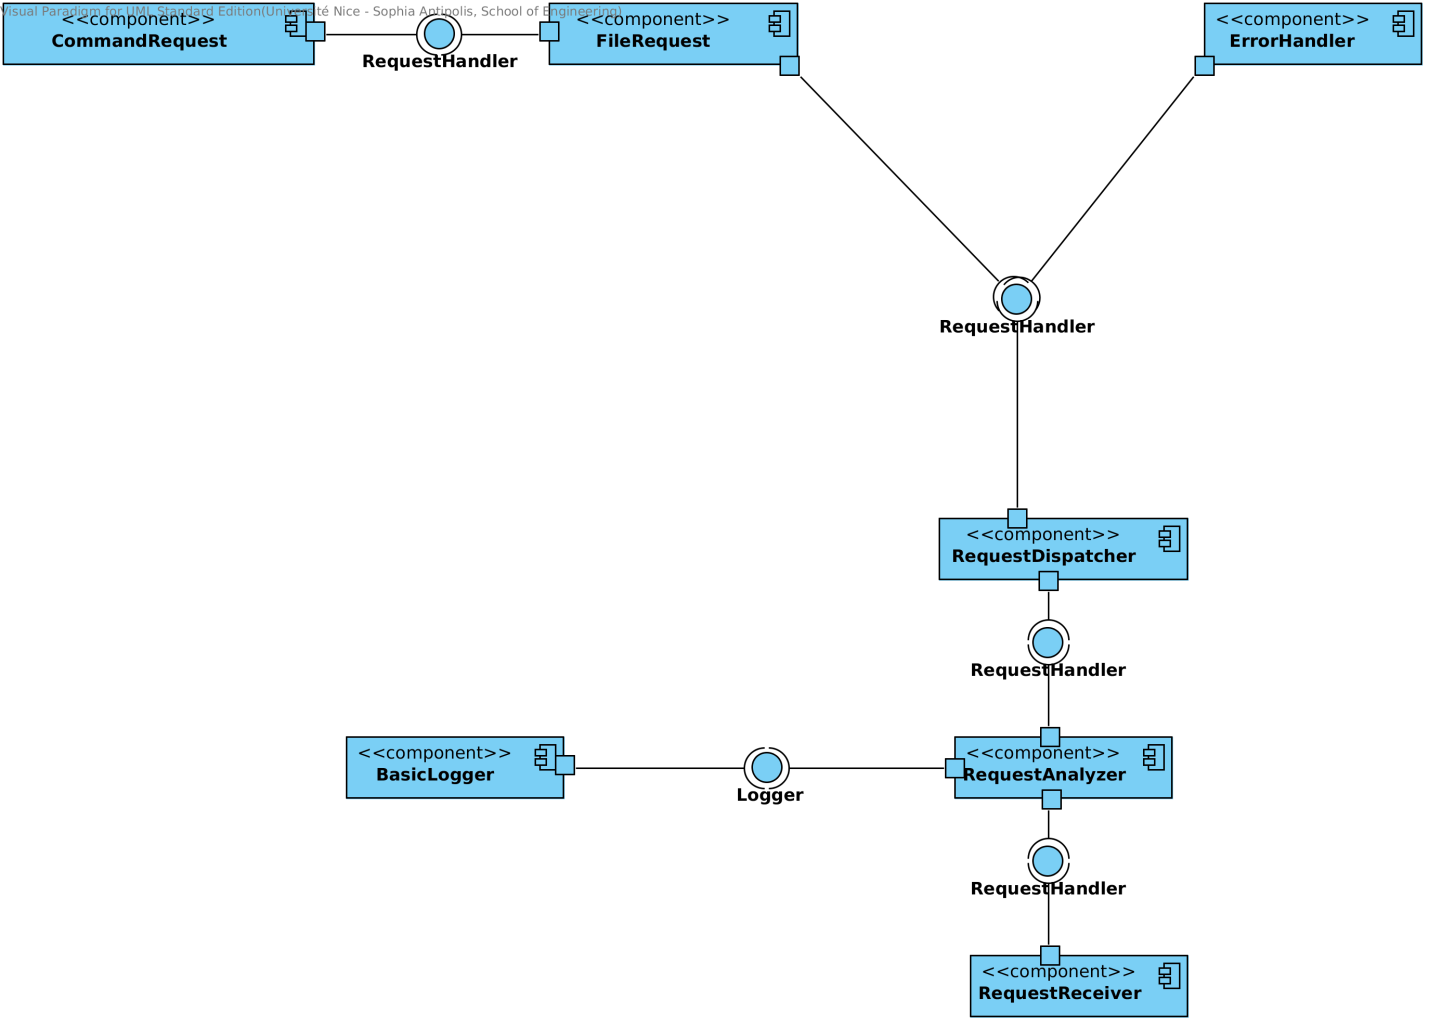 Visual Paradigm for UML Standard Edition(Université Nice - Sophia Antipolis, School of Engineering)
<<component>>
CommandRequest
RequestHandler
<<component>>
FileRequest
<<component>>
ErrorHandler
RequestHandler
<<component>>
RequestDispatcher
RequestHandler
<<component>>
BasicLogger
Logger
<<component>>
RequestAnalyzer
RequestHandler
<<component>>
RequestReceiver